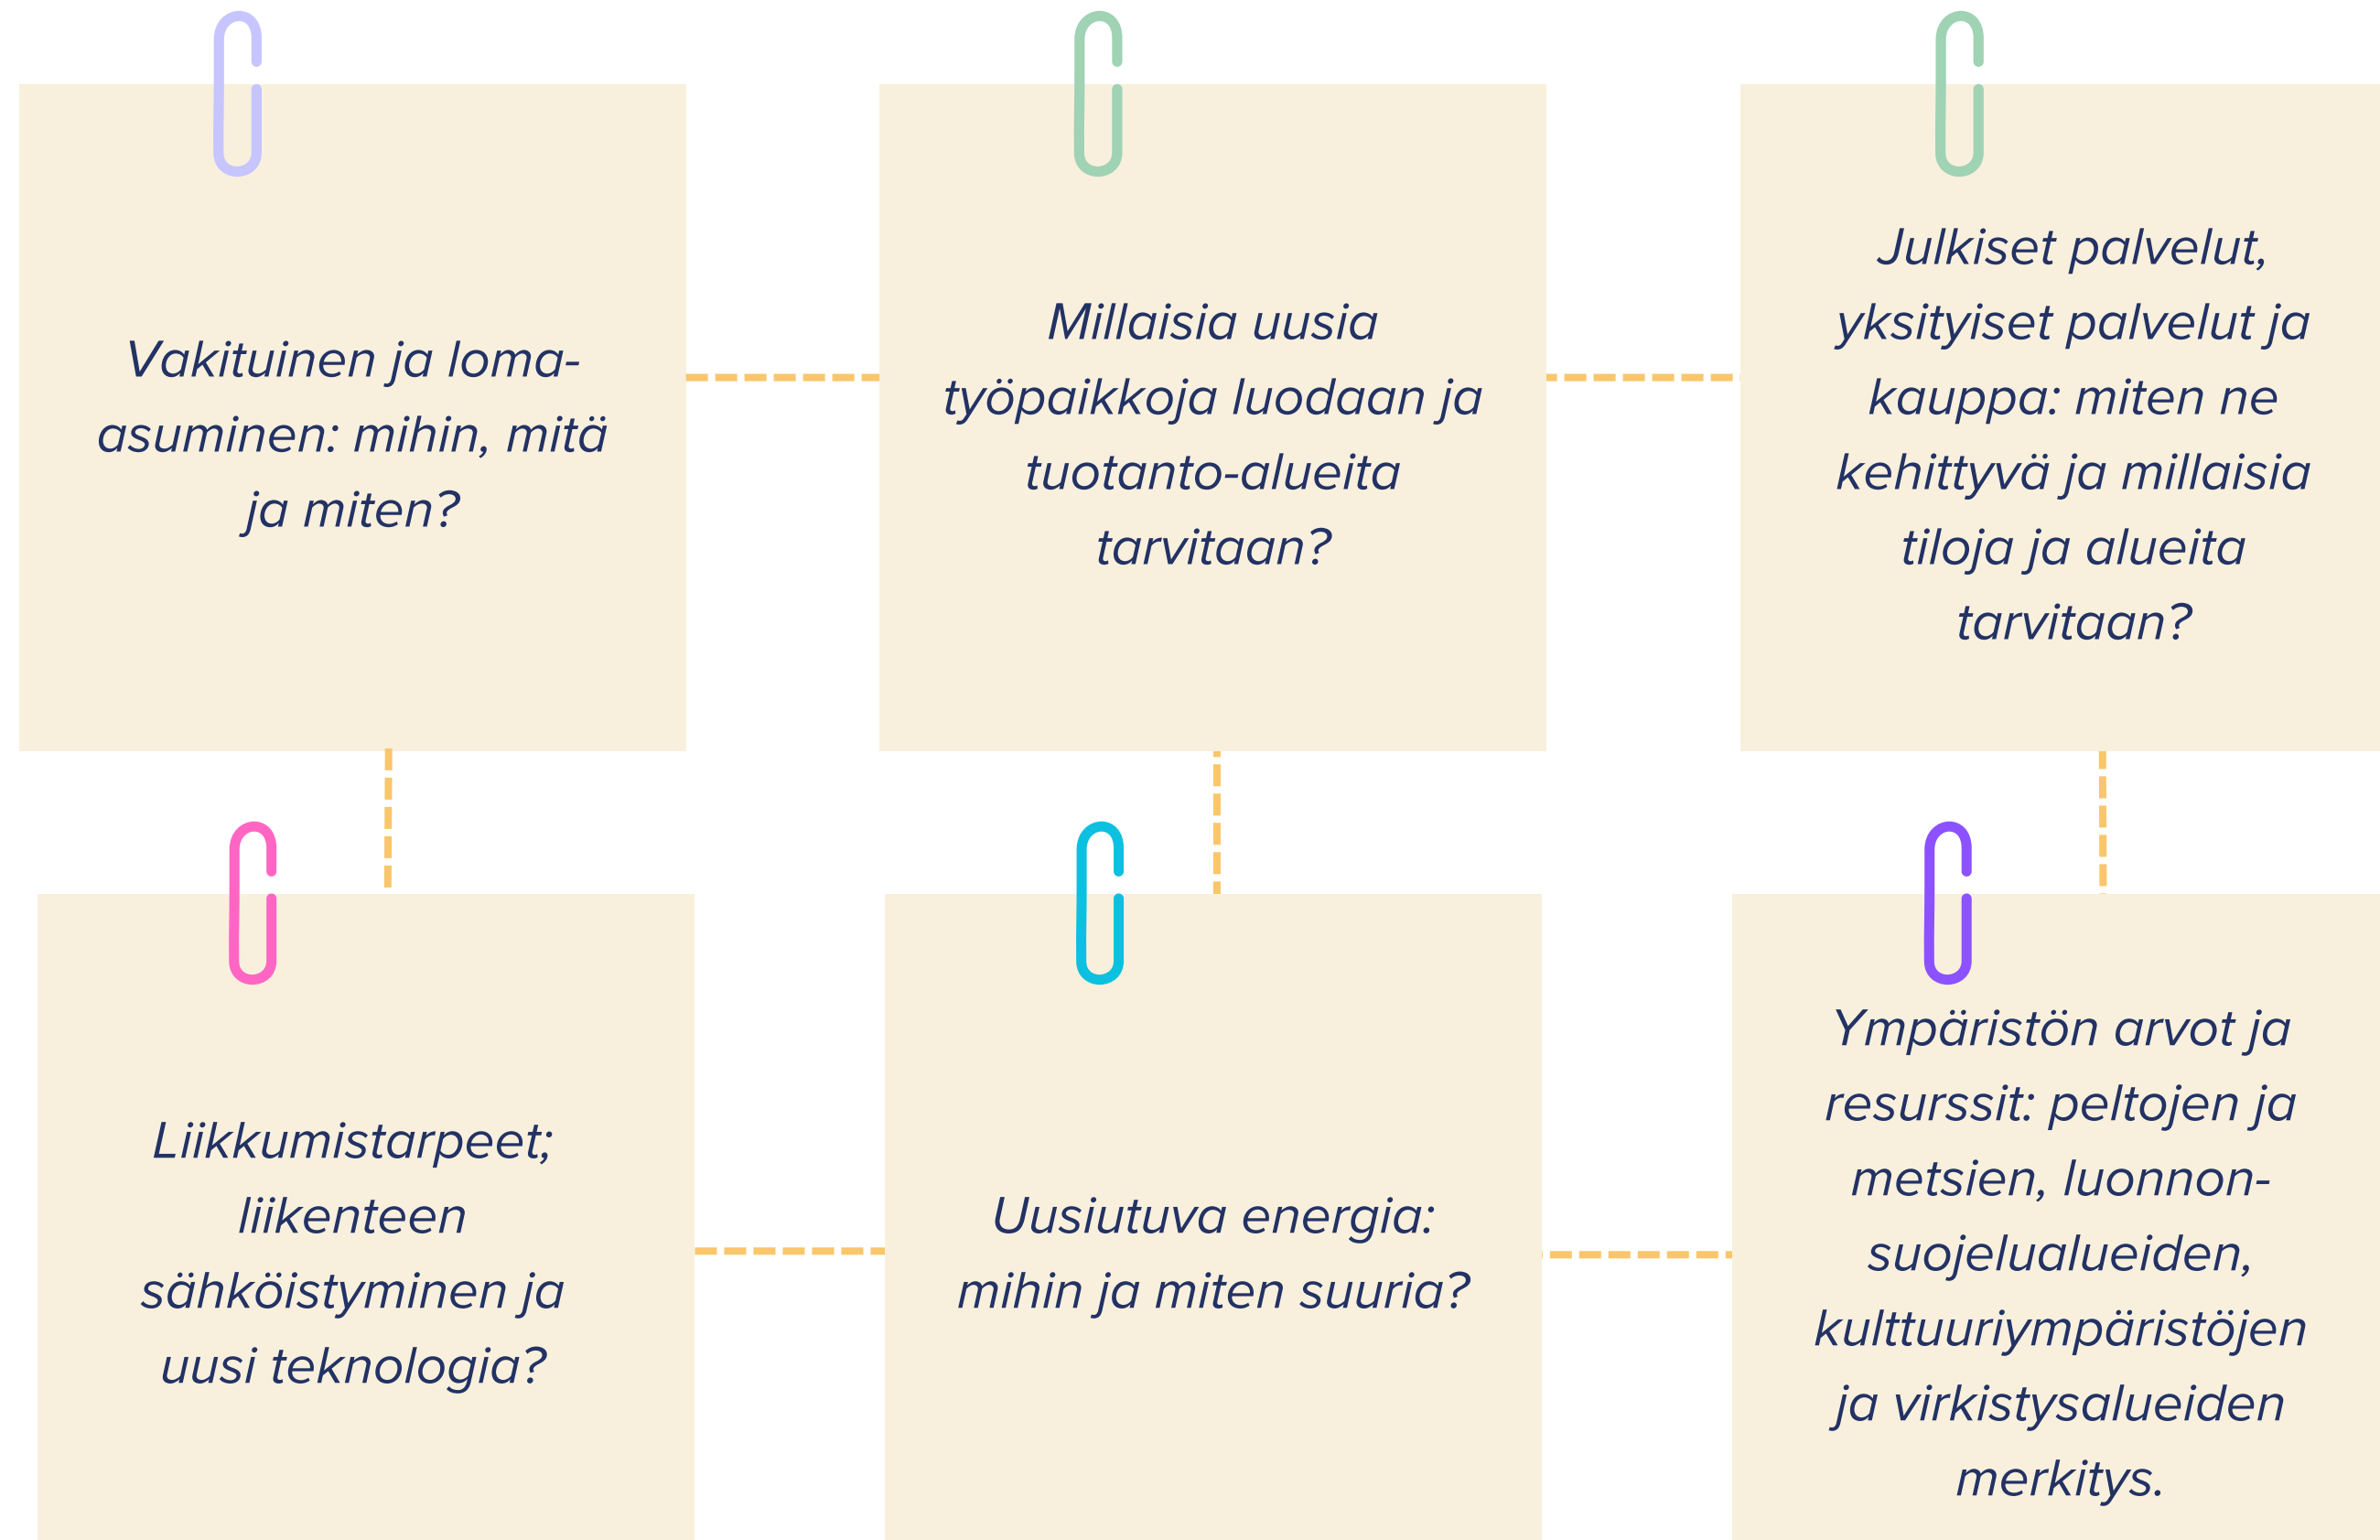 Vakituinen ja loma-
asuminen: mihin, mitä
ja miten?
Millaisia uusia
työpaikkoja luodaan ja
tuotanto-alueita
tarvitaan?
Julkiset palvelut,
yksityiset palvelut ja
kauppa: miten ne
kehittyvä ja millaisia
tiloja ja alueita
tarvitaan?
Liikkumistarpeet;
liikenteen
sähköistyminen ja
uusi teknologia?
Uusiutuva energia:
mihin ja miten suuria?
Ympäristön arvot ja
resurssit: peltojen ja
metsien, luonnon-
suojelualueiden,
kulttuuriympäristöjen
ja virkistysalueiden
merkitys.